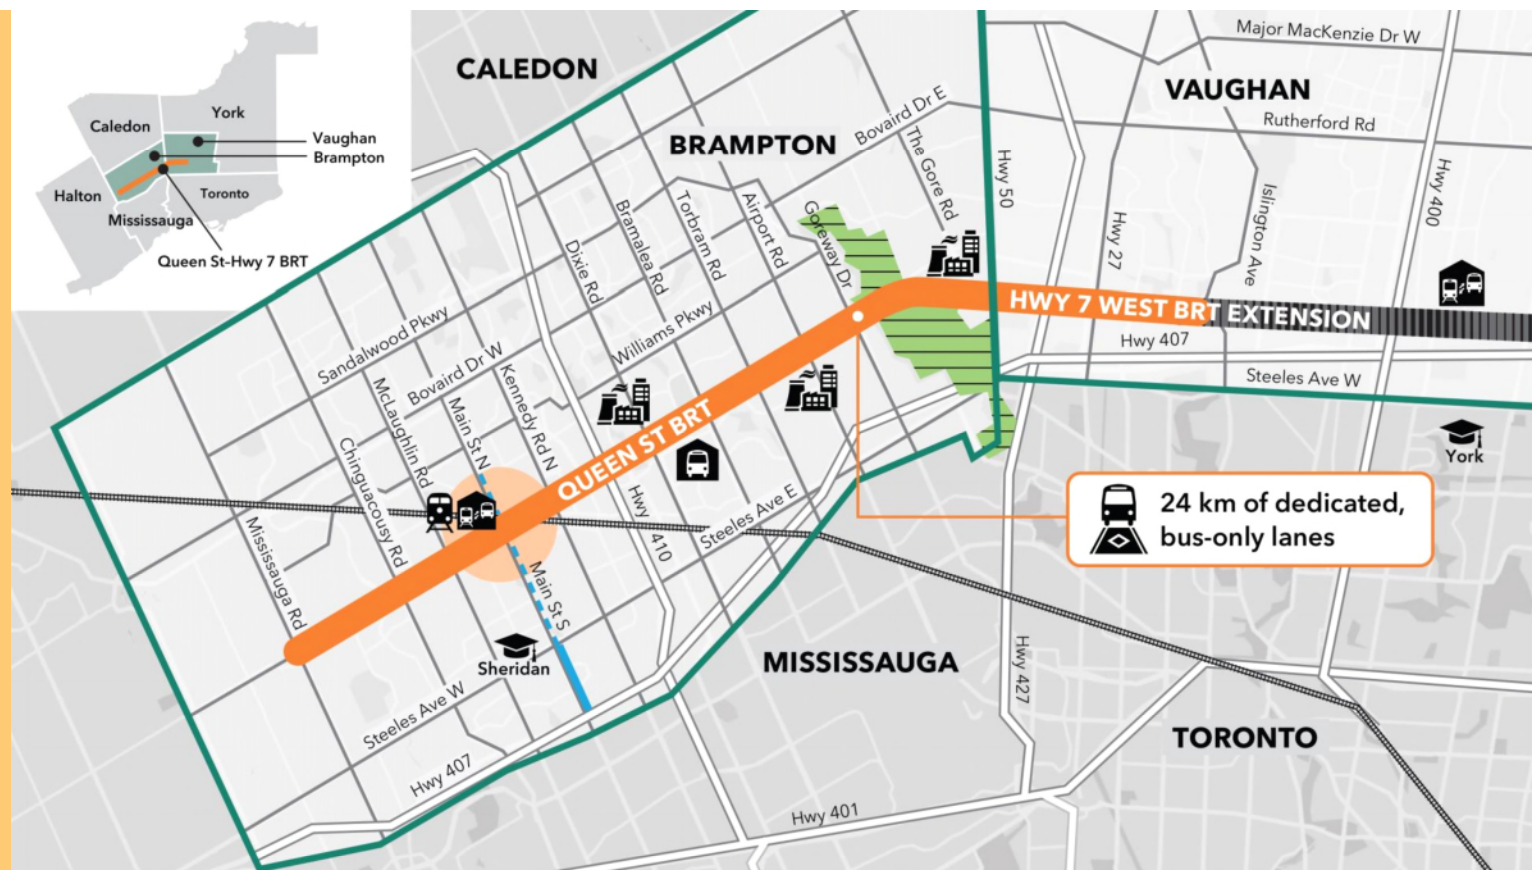 CALEDON
Major MacKenzie Dr W
VAUGHAN
York
Caledon
Vaughan
Brampton
Halton
Toronto
Mississauga
Queen St-Hwy 7 BRT
BRAMPTON
Bovaird Dr E
Rutherford Rd
The Gore Rd
Hwy 50
Hwy 27
Islington Ave
Hwy 400
Dixie Rd
Bramalea Rd
Torbram Rd
Airport Rd
Goreway Dr
Sandalwood Pkwy
Williams Pkwy
Bovaird Dr W
HWY 7 WEST BRT EXTENSION
Hwy 407
Steeles Ave W
McLaughlin Rd
Main St N
Kennedy Rd N
Chinguacousy Rd
QUEEN ST BRT
York
Mississauga Rd
Hwy 410
Steeles Ave E
24 km of dedicated,
bus-only lanes
Main St S
Sheridan
MISSISSAUGA
Hwy 427
Steeles Ave W
TORONTO
Hwy 407
Hwy 401